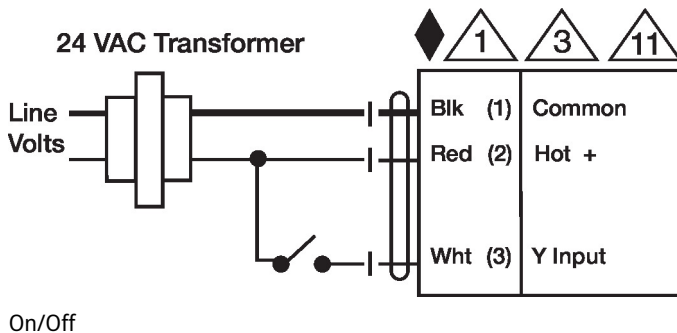 24 VAC Transformer
1 3 11
Line
Volts
Blk (1) Common
Red (2) Hot +
Wht (3) Y Input
On/Off